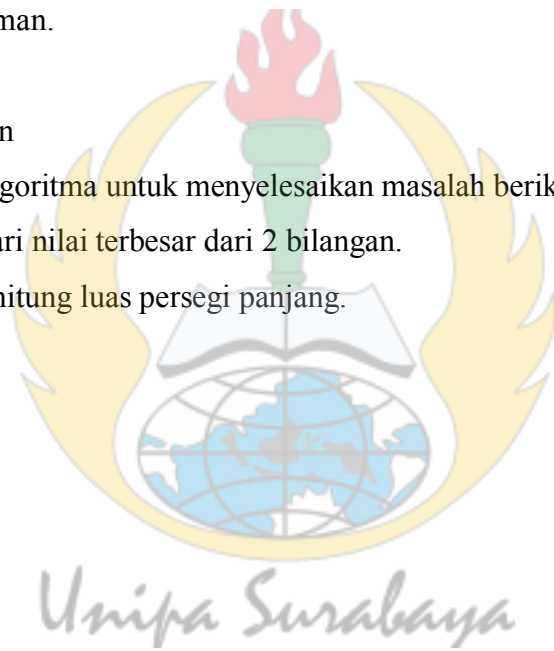 man.
n
goritma untuk menyelesaikan masalah berik
ari nilai terbesar dari 2 bilangan.
hitung luas persegi panjang.
Unipa Surabaya